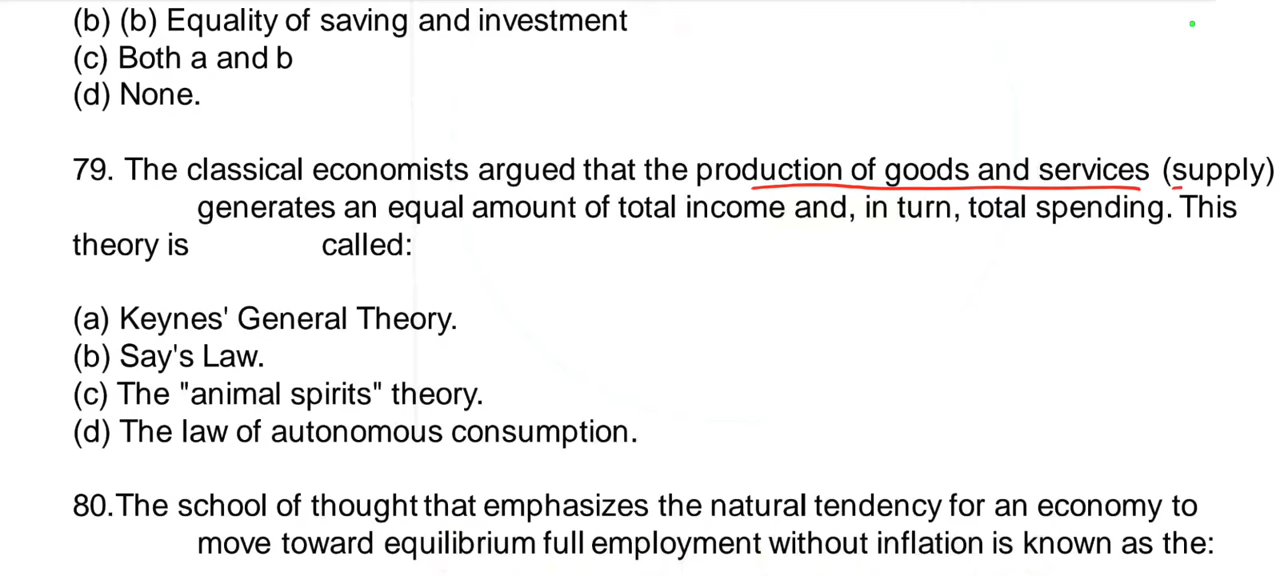 (b) (b) Equality of saving and investment
(c) Both a and b
(d) None.
79. The classical economists argued that the production of goods and services (supply)
generates an equal amount of total income and, in turn, total spending. This
theory is called:
(a) Keynes' General Theory.
(b) Say's Law.
(c) The "animal spirits" theory.
(d) The law of autonomous consumption.
80.The school of thought that emphasizes the natural tendency for an economy to
move toward equilibrium full employment without inflation is known as the: